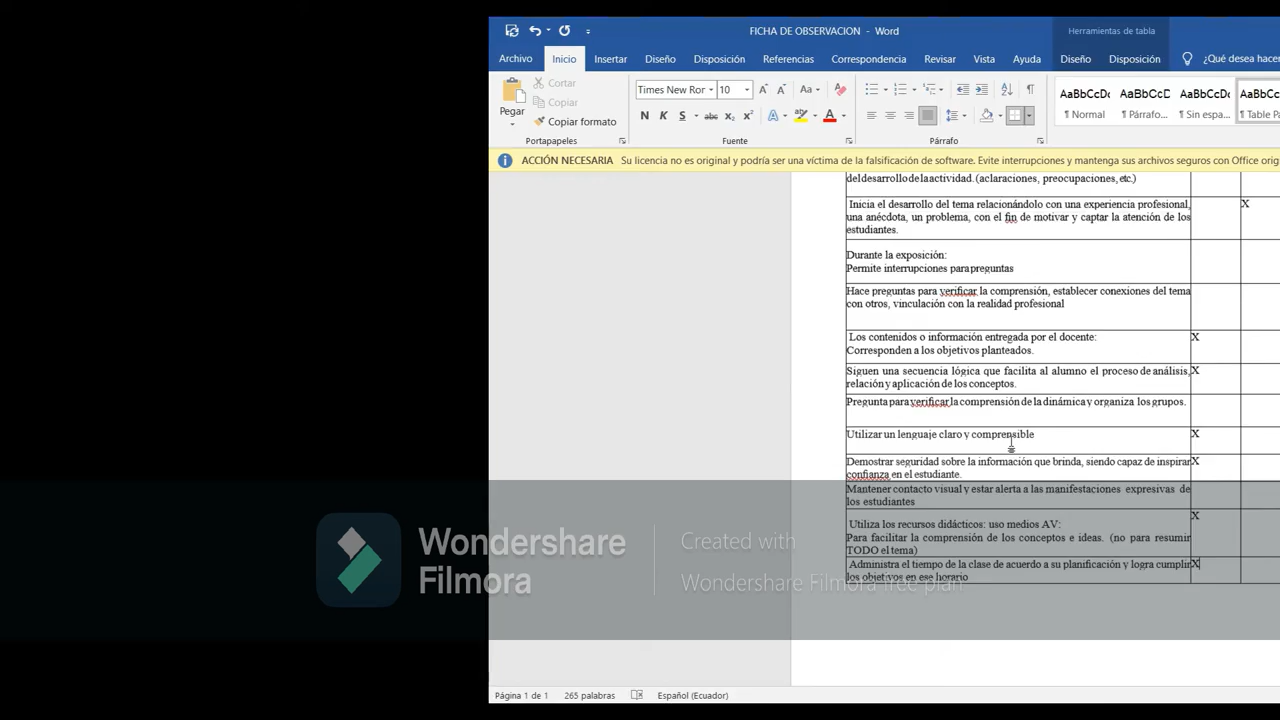 FICHA DE OBSERVACION - Word
Herramientas de tabla
Archivo Inicio Insertar Diseño Disposición Referencias Correspondencia Revisar Vista Ayuda Diseño Disposición ¿Qué desea hacer
Pegar
Cortar
Copiar
Copiar formato
Portapapeles
Times New Ror 10
N K S abc x₂ x²
Fuente
Párrafo
AaBbCcDc AaBbCcDc AaBbCcDc AaBbCcD
¶ Normal ¶ Párrafo... ¶ Sin espa... ¶ Table Pa
ACCIÓN NECESARIA Su licencia no es original y podría ser una víctima de la falsificación de software. Evite interrupciones y mantenga sus archivos seguros con Office orig
del desarrollo de la actividad. (aclaraciones, preocupaciones, etc.)
Inicia el desarrollo del tema relacionándolo con una experiencia profesional, X
una anécdota, un problema, con el fin de motivar y captar la atención de los
estudiantes.
Durante la exposición:
Permite interrupciones para preguntas
Hace preguntas para verificar la comprensión, establecer conexiones del tema
con otros, vinculación con la realidad profesional
Los contenidos o información entregada por el docente: X
Corresponden a los objetivos planteados.
Siguen una secuencia lógica que facilita al alumno el proceso de análisis, X
relación y aplicación de los conceptos.
Pregunta para verificar la comprensión de la dinámica y organiza los grupos.
Utilizar un lenguaje claro y comprensible X
Demostrar seguridad sobre la información que brinda, siendo capaz de inspirar X
confianza en el estudiante.
Mantener contacto visual y estar alerta a las manifestaciones expresivas de
los estudiantes
Utiliza los recursos didácticos: uso medios AV: X
Para facilitar la comprensión de los conceptos e ideas. (no para resumir
TODO el tema)
Administra el tiempo de la clase de acuerdo a su planificación y logra cumplir X
los objetivos en ese horario
Wondershare
Filmora
Created with
Wondershare Filmora free plan
Página 1 de 1 265 palabras Español (Ecuador)